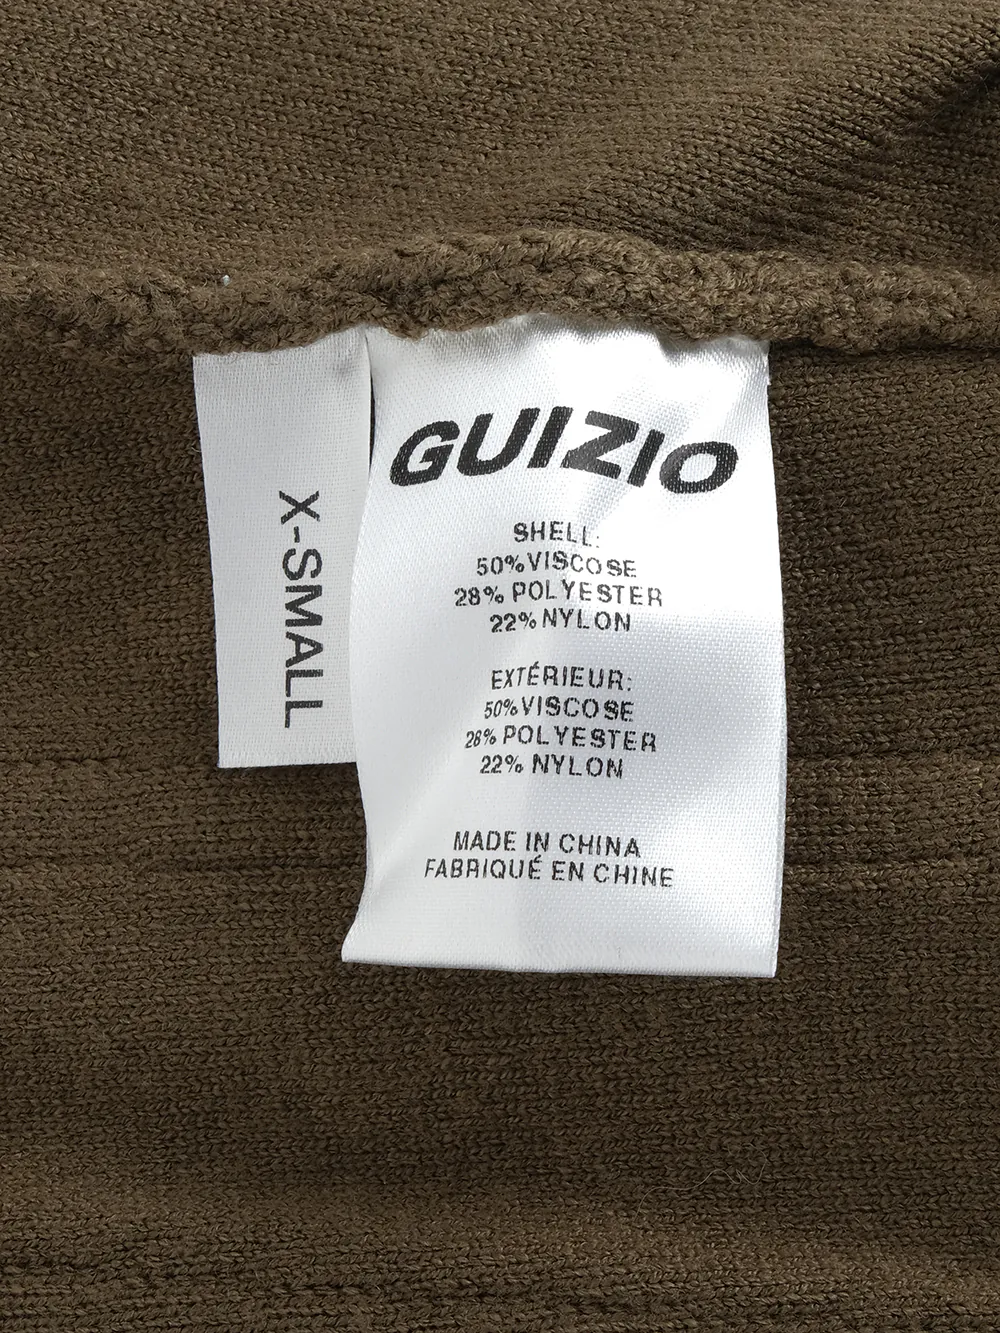 X-SMALL
GUIZIO
SHELL:
50%VISCOSE
28% POLYESTER
22%NYLON
EXTÉRIEUR:
50%VISCOSE
28% POLYESTER
22% NYLON
MADE IN CHINA
FABRIQUÉ EN CHINE